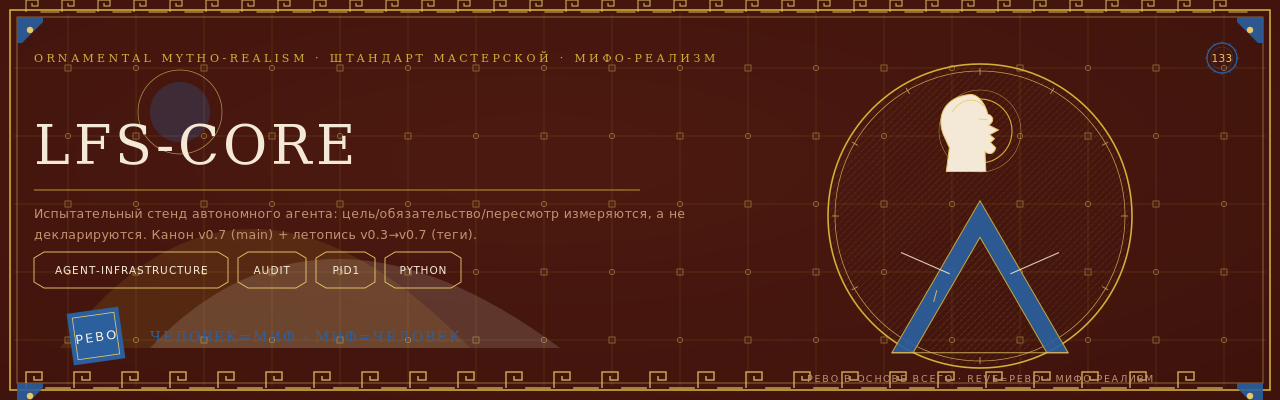 ORNAMENTAL MYTHO-REALISM · ШТАНДАРТ МАСТЕРСКОЙ · МИФО-РЕАЛИЗМ
133
LFS-CORE
Испытательный стенд автономного агента: цель/обязательство/пересмотр измеряются, а не
декларируются. Канон v0.7 (main) + летопись v0.3→v0.7 (теги).
AGENT-INFRASTRUCTURE
AUDIT
PID1
PYTHON
РЕВО
ЧЕЛОВЕК=МИФ · МИФ=ЧЕЛОВЕК
РЕВО В ОСНОВЕ ВСЕГО · REVE=РЕВО · МИФО-РЕАЛИЗМ